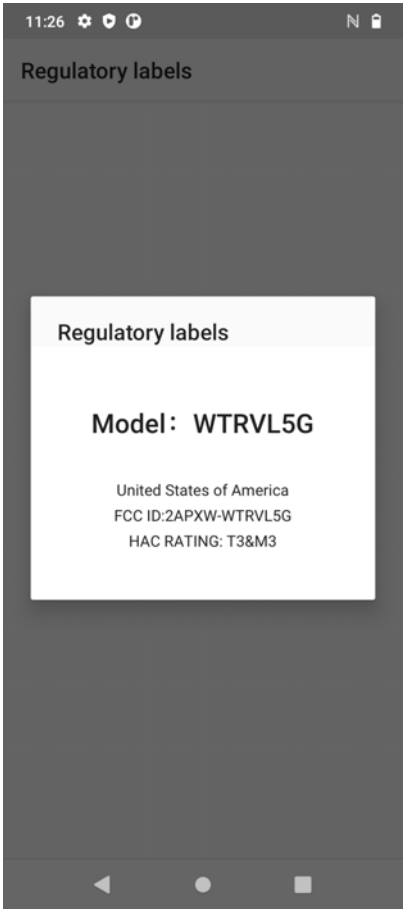 11:26
Regulatory labels
Regulatory labels
Model：WTRVL5G
United States of America
FCC ID:2APXW-WTRVL5G
HAC RATING: T3&M3